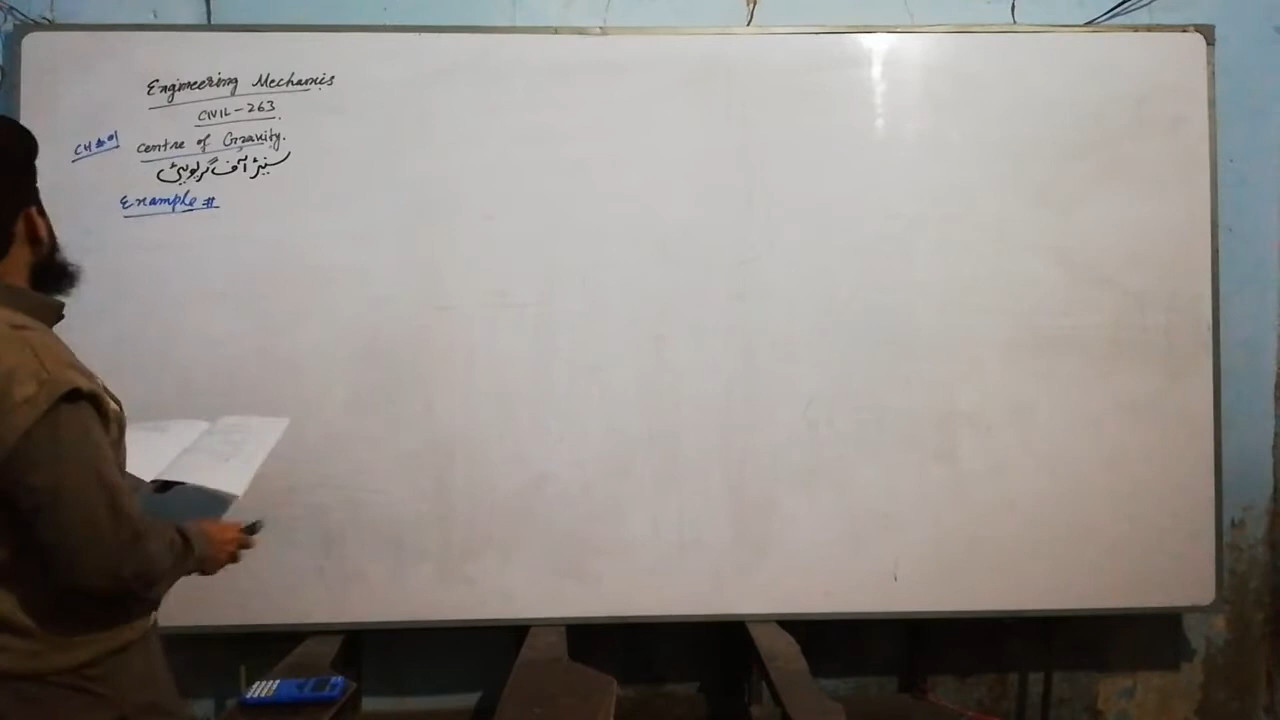 Engineering Mechanics
CIVIL-263
CH # 01 Centre of Gravity.
سینٹر آف گریویٹی
Example #